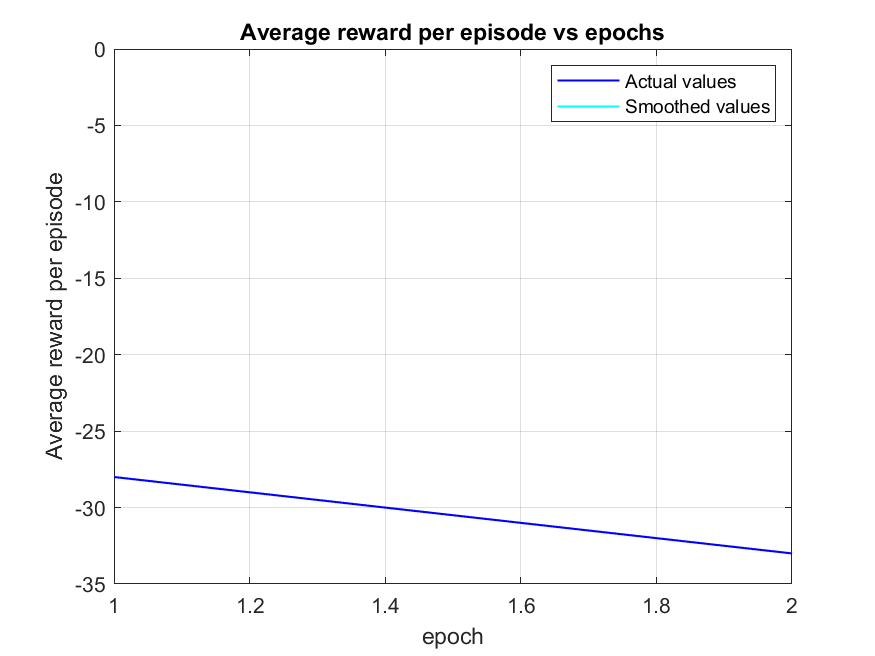 Average reward per episode vs epochs
0
-5
-10
-15
-20
-25
-30
-35
Average reward per episode
Actual values
Smoothed values
1 1.2 1.4 1.6 1.8 2
epoch